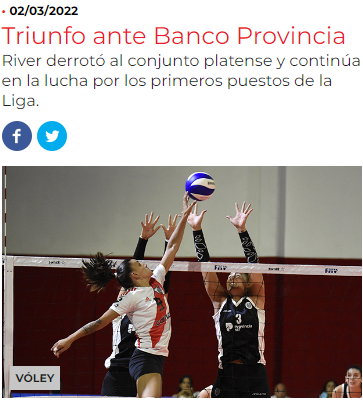 • 02/03/2022
Triunfo ante Banco Provincia
River derrotó al conjunto platense y continúa
en la lucha por los primeros puestos de la
Liga.
f
3
VÓLEY